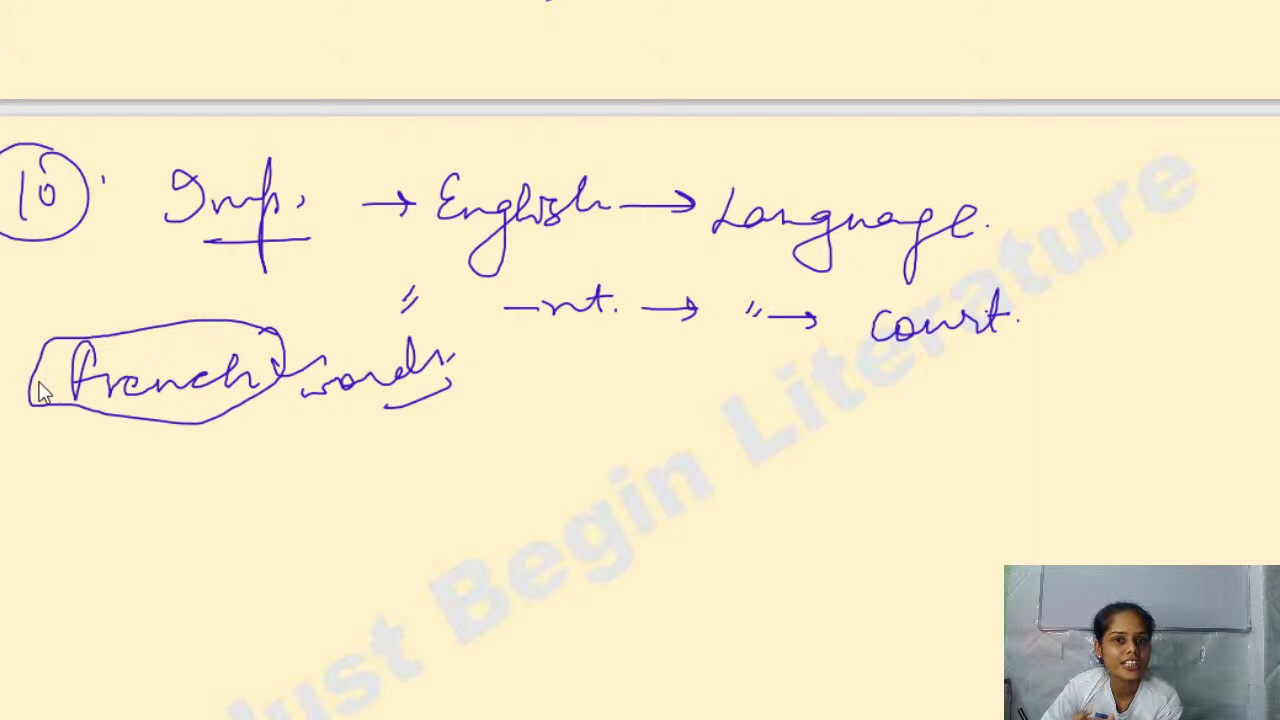 10. Imp. → English → Language.
〃 -nt. → 〃 → court.
French words
Just Begin Literature